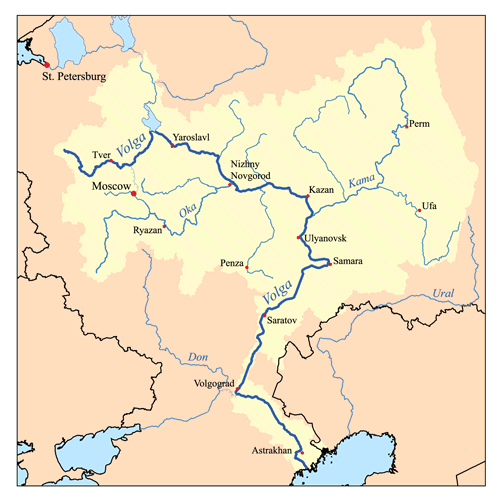 St. Petersburg
Perm
Yaroslavl
Volga
Tver
Nizhny
Novgorod
Moscow
Kama
Kazan
Ufa
Oka
Ryazan
Ulyanovsk
Penza
Samara
Volga
Ural
Saratov
Don
Volgograd
Astrakhan